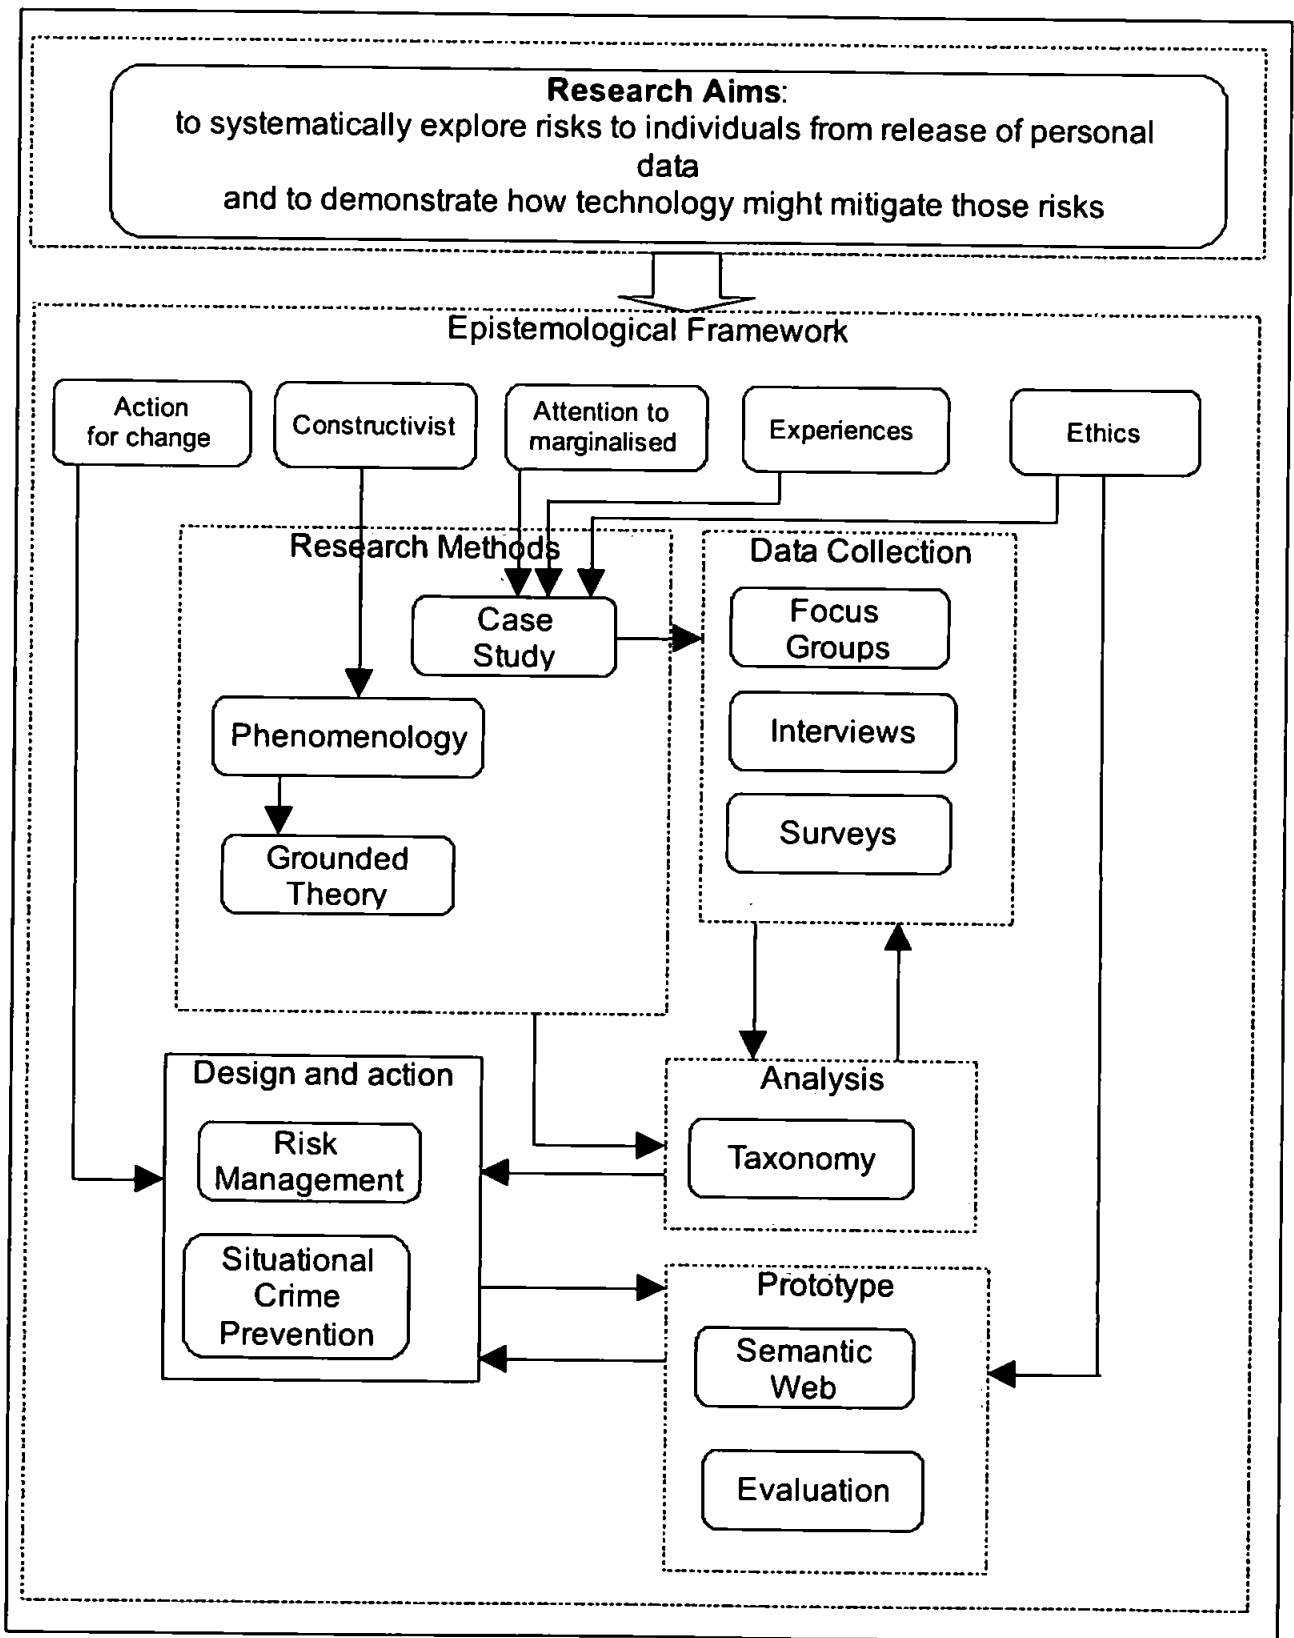 Research Aims:
to systematically explore risks to individuals from release of personal
data
and to demonstrate how technology might mitigate those risks
Epistemological Framework
Action
for change
Constructivist
Attention to
marginalised
Experiences
Ethics
Research Methods
Case
Study
Phenomenology
Grounded
Theory
Data Collection
Focus
Groups
Interviews
Surveys
Design and action
Risk
Management
Situational
Crime
Prevention
Analysis
Taxonomy
Prototype
Semantic
Web
Evaluation